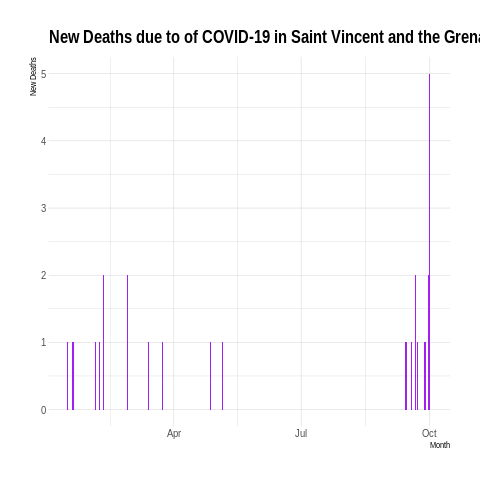 New Deaths due to of COVID-19 in Saint Vincent and the Grena
New Deaths
5
4
3
2
1
0
Apr
Jul
Oct
Month